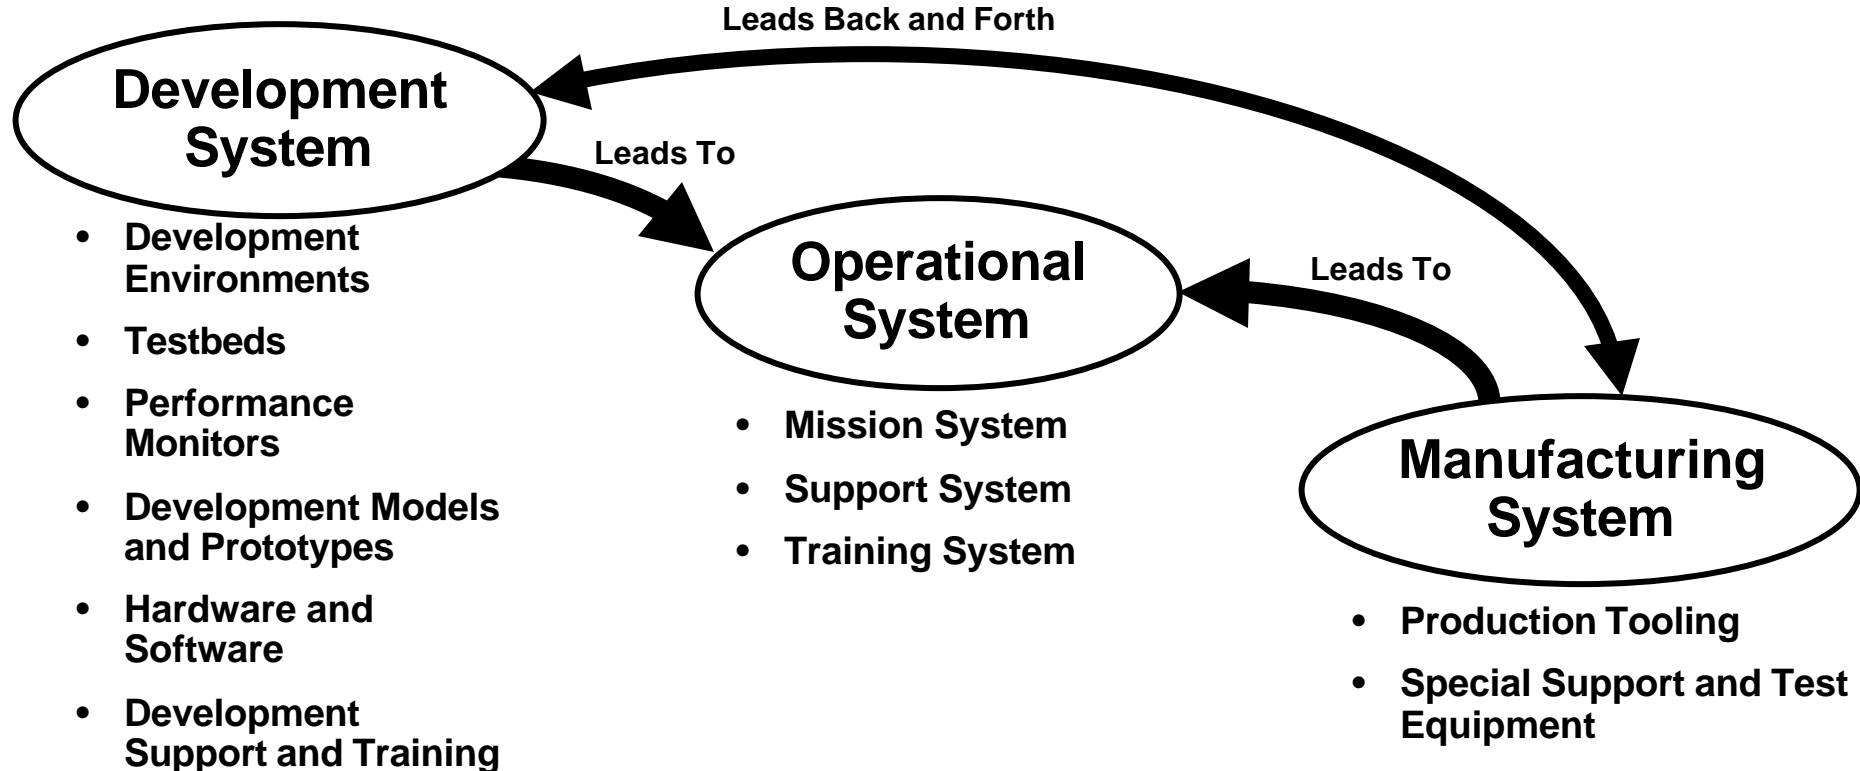 Leads Back and Forth
Development
System
Leads To
• Development
Environments
• Testbeds
• Performance
Monitors
• Development Models
and Prototypes
• Hardware and
Software
• Development
Support and Training
Operational
System
• Mission System
• Support System
• Training System
Leads To
Manufacturing
System
• Production Tooling
• Special Support and Test
Equipment